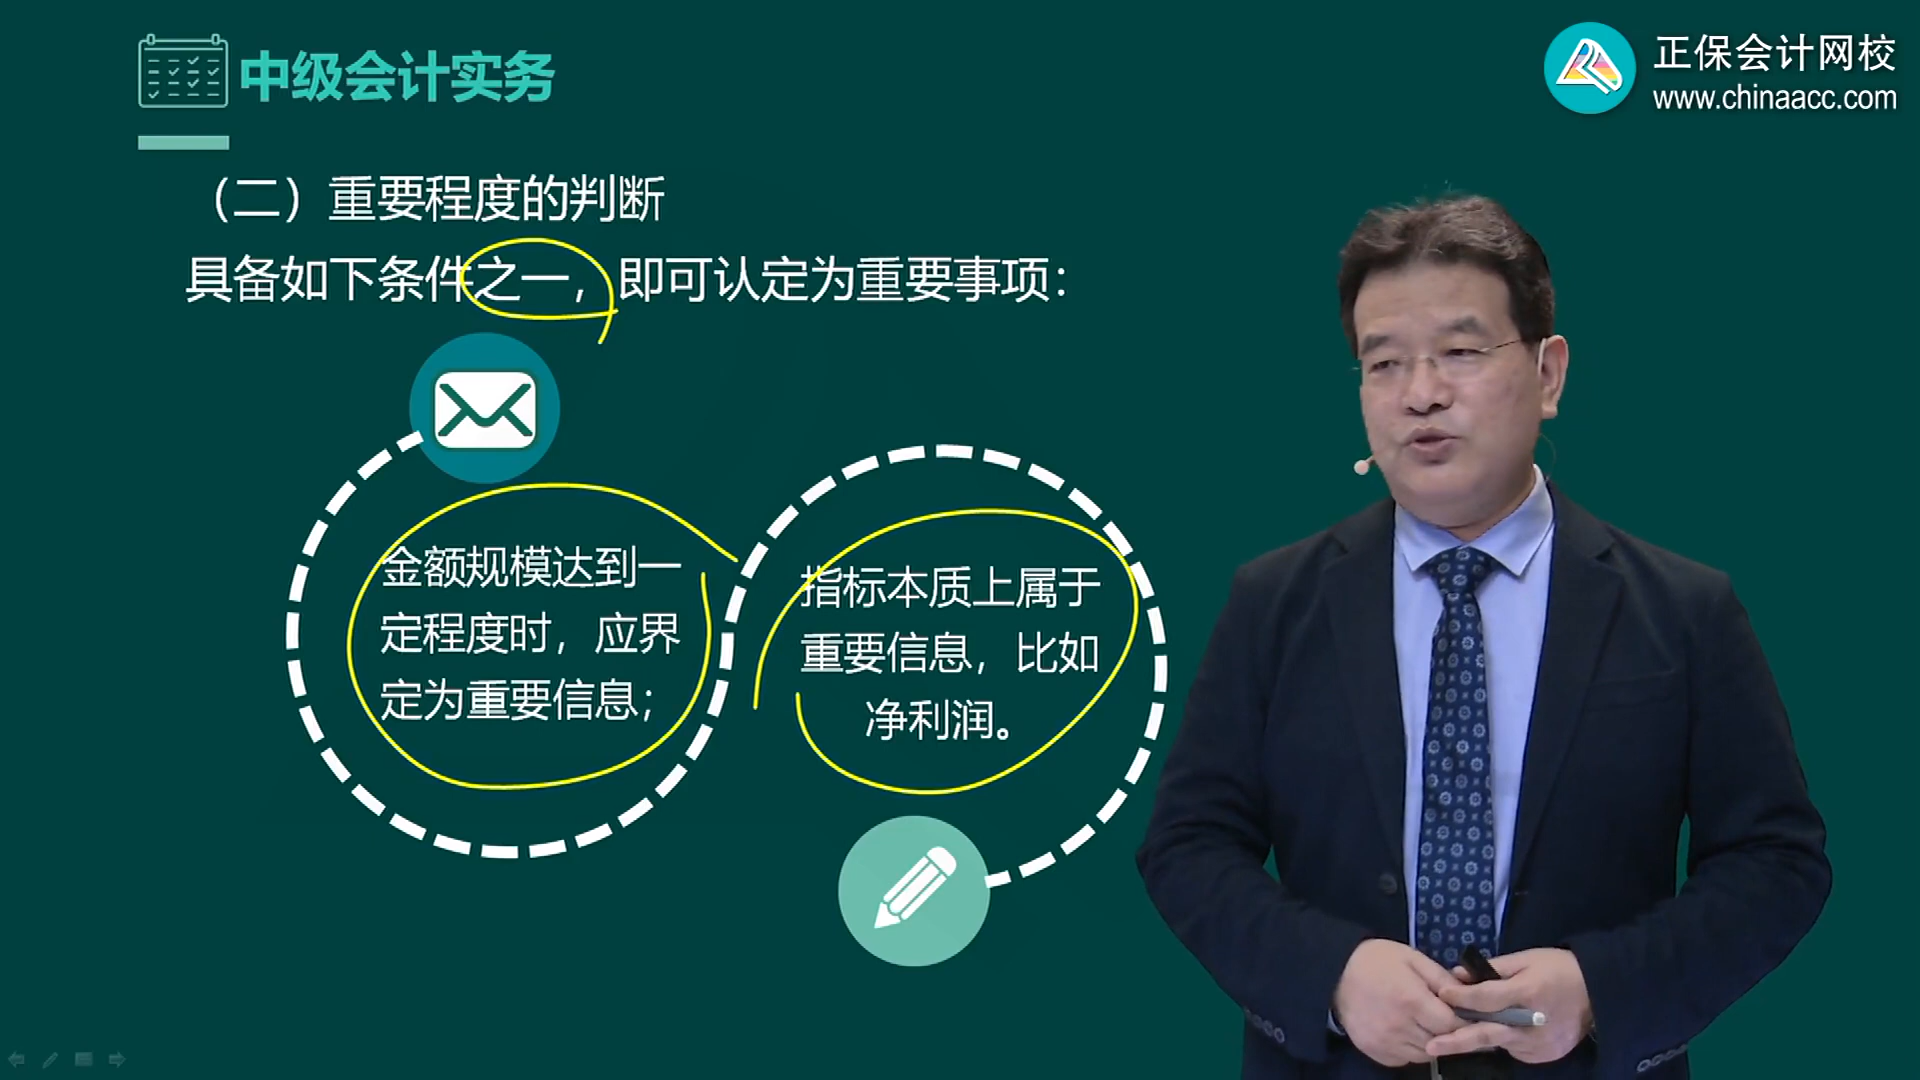 中级会计实务
正保会计网校
www.chinaacc.com
（二）重要程度的判断
具备如下条件之一，即可认定为重要事项：
金额规模达到一
定程度时，应界
定为重要信息；
指标本质上属于
重要信息，比如
净利润。